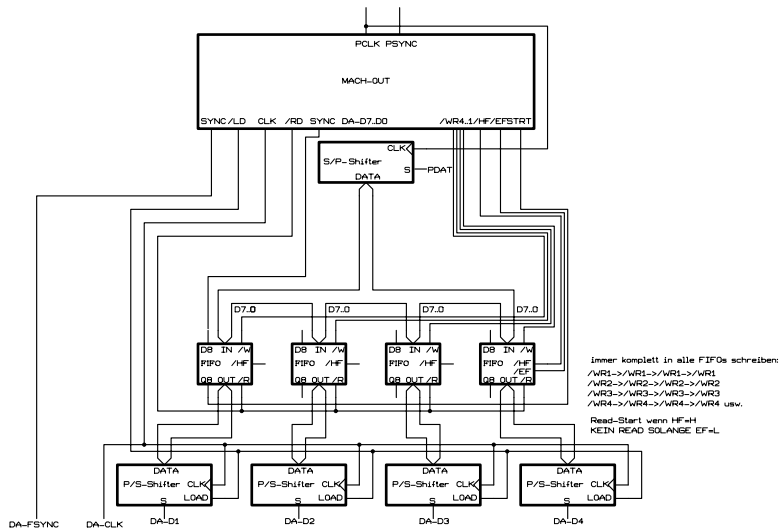 PCLK PSYNC
MACH-OUT
SYNC /LD CLK /RD SYNC DA-D7..D0 /WR4..1 /HF /EF STRT
CLK
S/P-Shifter
S PDAT
DATA
D7..0 D7..0 D7..0 D7..0
D8 IN /W D8 IN /W D8 IN /W D8 IN /W
FIFO /HF FIFO /HF FIFO /HF FIFO /HF
/EF
Q8 OUT /R Q8 OUT /R Q8 OUT /R Q8 OUT /R
immer komplett in alle FIFOs schreiben:
/WR1->/WR1->/WR1->/WR1
/WR2->/WR2->/WR2->/WR2
/WR3->/WR3->/WR3->/WR3
/WR4->/WR4->/WR4->/WR4 usw.
Read-Start wenn HF=H
KEIN READ SOLANGE EF=L
DATA DATA DATA DATA
P/S-Shifter CLK P/S-Shifter CLK P/S-Shifter CLK P/S-Shifter CLK
S LOAD S LOAD S LOAD S LOAD
DA-FSYNC DA-CLK DA-D1 DA-D2 DA-D3 DA-D4